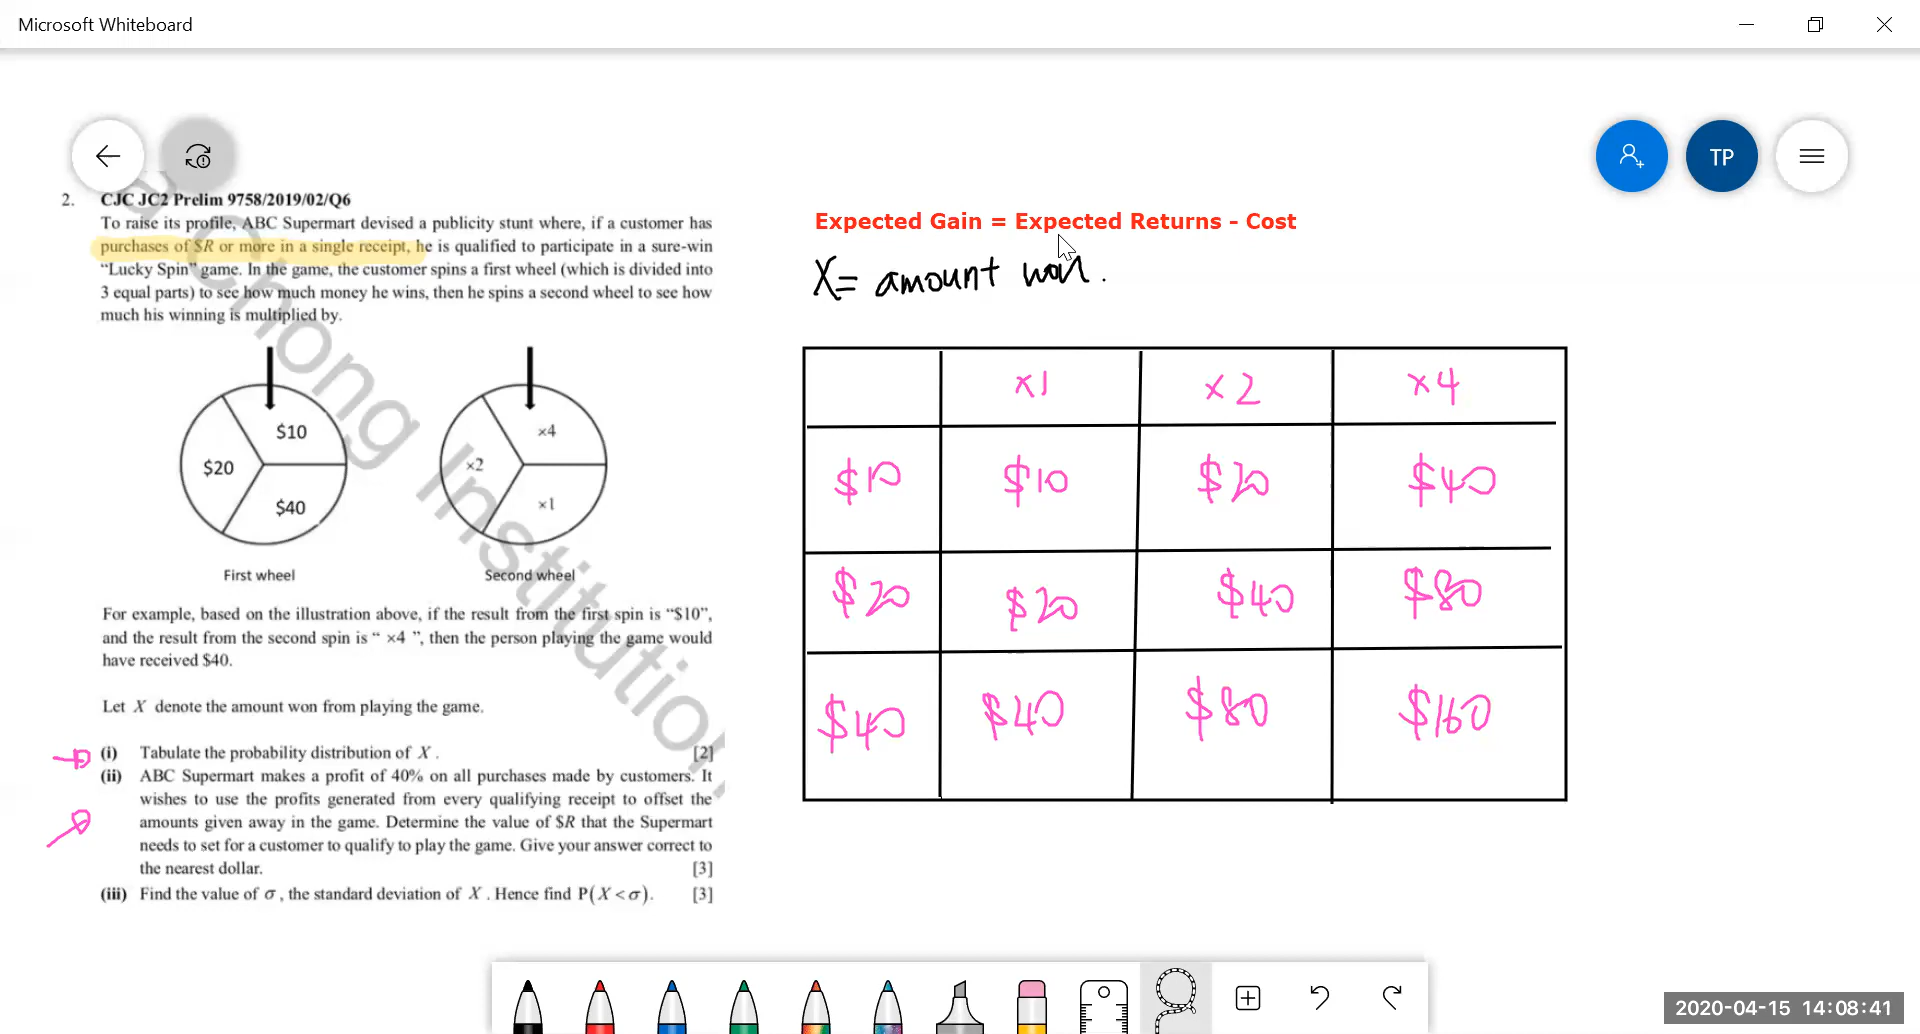 Microsoft Whiteboard
TP
2. CJC JC2 Prelim 9758/2019/02/Q6
To raise its profile, ABC Supermart devised a publicity stunt where, if a customer has
purchases of $R or more in a single receipt, he is qualified to participate in a sure-win
“Lucky Spin” game. In the game, the customer spins a first wheel (which is divided into
3 equal parts) to see how much money he wins, then he spins a second wheel to see how
much his winning is multiplied by.
$10
$20
$40
First wheel
×4
×2
×1
Second wheel
For example, based on the illustration above, if the result from the first spin is “$10”,
and the result from the second spin is “ ×4 ”, then the person playing the game would
have received $40.
Let X denote the amount won from playing the game.
(i) Tabulate the probability distribution of X . [2]
(ii) ABC Supermart makes a profit of 40% on all purchases made by customers. It
wishes to use the profits generated from every qualifying receipt to offset the
amounts given away in the game. Determine the value of $R that the Supermart
needs to set for a customer to qualify to play the game. Give your answer correct to
the nearest dollar. [3]
(iii) Find the value of σ , the standard deviation of X . Hence find P(X < σ). [3]
Chong Institution
Expected Gain = Expected Returns - Cost
X = amount won .
×1 ×2 ×4
$10 $10 $20 $40
$20 $20 $40 $80
$40 $40 $80 $160
2020-04-15 14:08:41